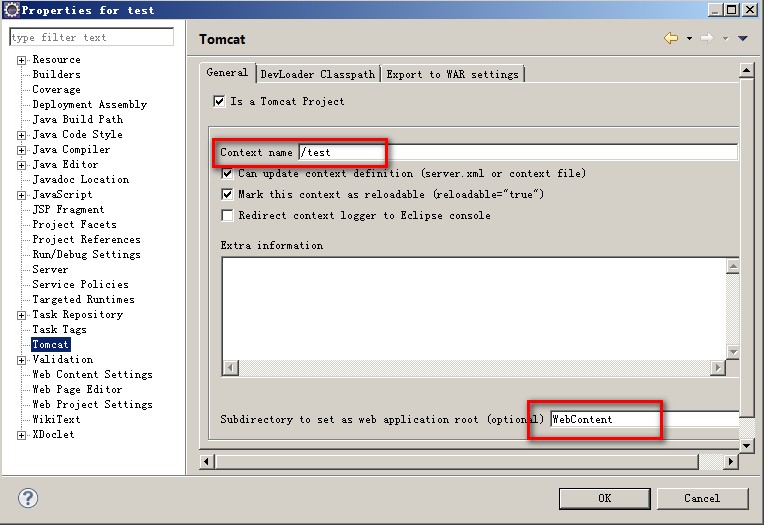 Properties for test
type filter text
Resource
Builders
Coverage
Deployment Assembly
Java Build Path
Java Code Style
Java Compiler
Java Editor
Javadoc Location
JavaScript
JSP Fragment
Project Facets
Project References
Run/Debug Settings
Server
Service Policies
Targeted Runtimes
Task Repository
Task Tags
Tomcat
Validation
Web Content Settings
Web Page Editor
Web Project Settings
WikiText
XDoclet
Tomcat
General DevLoader Classpath Export to WAR settings
Is a Tomcat Project
Context name /test
Can update context definition (server.xml or context file)
Mark this context as reloadable (reloadable="true")
Redirect context logger to Eclipse console
Extra information
Subdirectory to set as web application root (optional) WebContent
OK Cancel